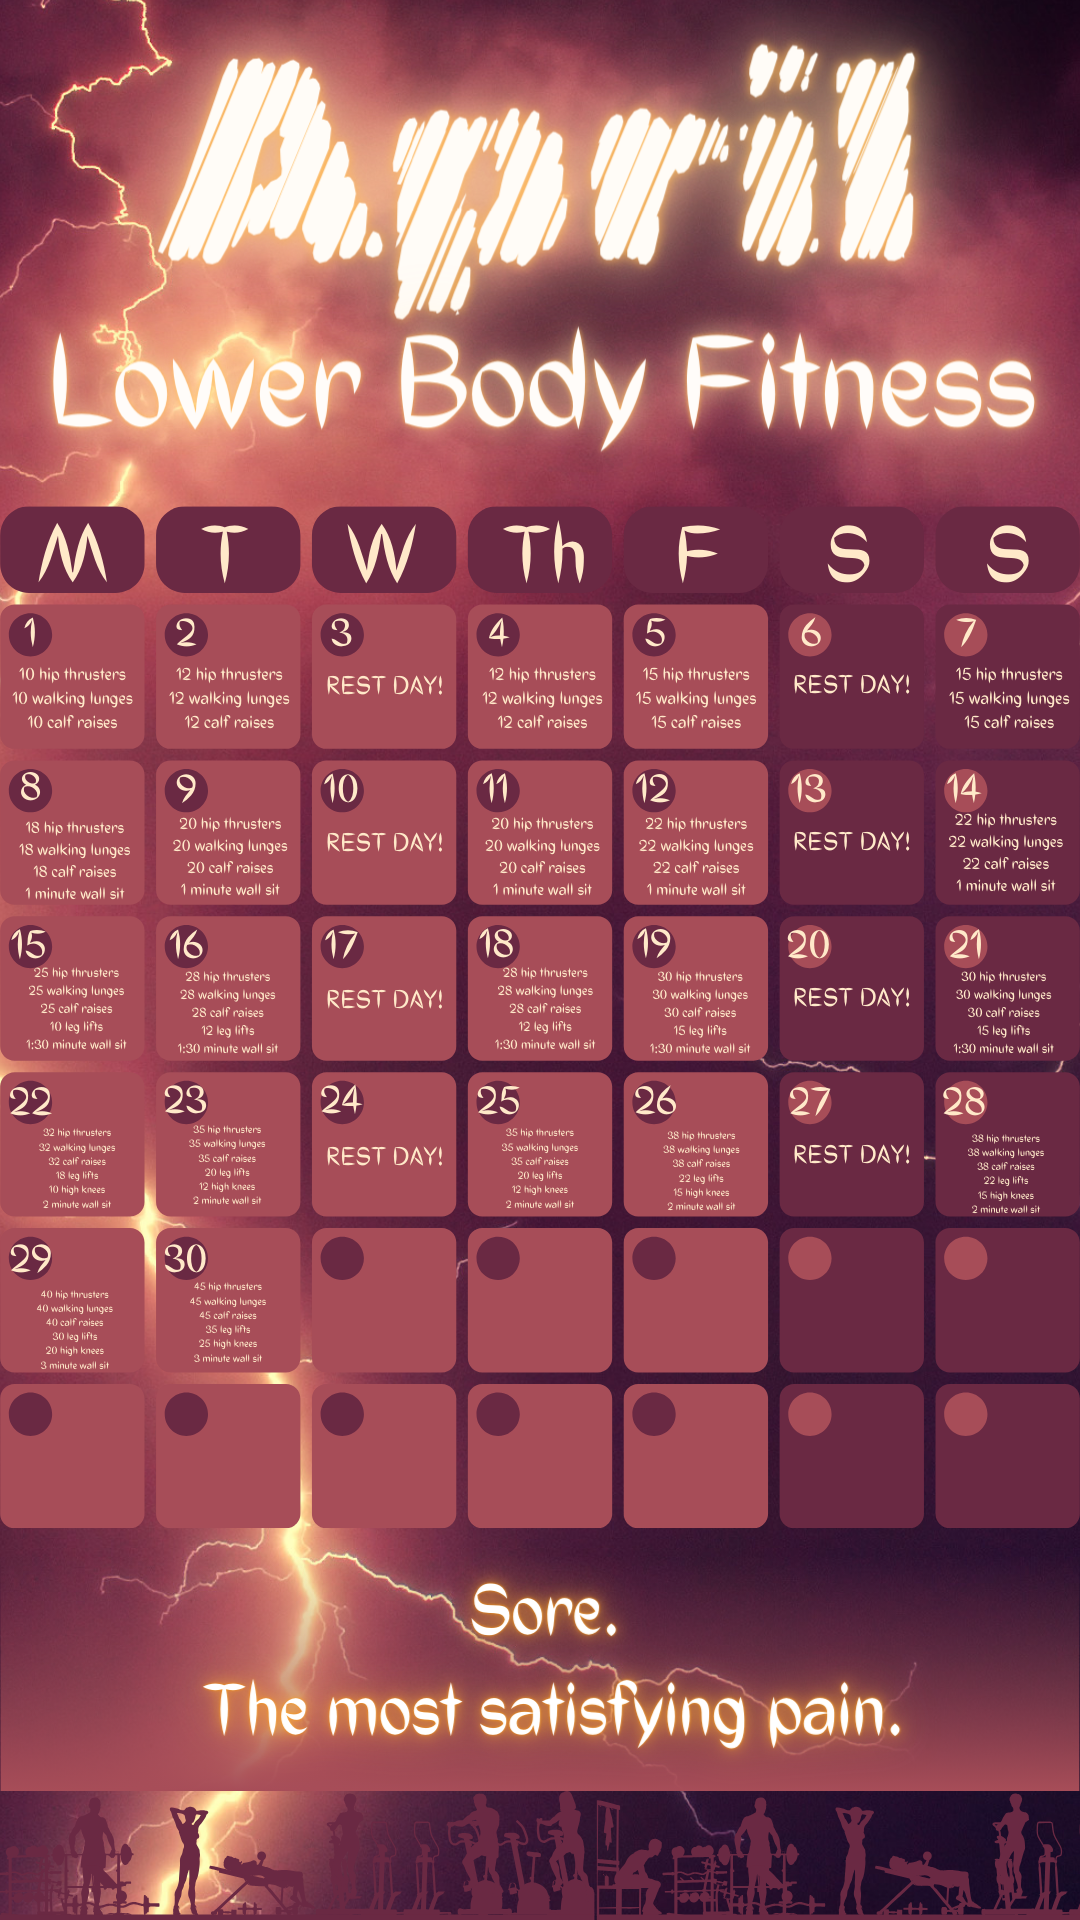 April
Lower Body Fitness
M T W Th F S S
1
10 hip thrusters
10 walking lunges
10 calf raises
2
12 hip thrusters
12 walking lunges
12 calf raises
3
REST DAY!
4
12 hip thrusters
12 walking lunges
12 calf raises
5
15 hip thrusters
15 walking lunges
15 calf raises
6
REST DAY!
7
15 hip thrusters
15 walking lunges
15 calf raises
8
18 hip thrusters
18 walking lunges
18 calf raises
1 minute wall sit
9
20 hip thrusters
20 walking lunges
20 calf raises
1 minute wall sit
10
REST DAY!
11
20 hip thrusters
20 walking lunges
20 calf raises
1 minute wall sit
12
22 hip thrusters
22 walking lunges
22 calf raises
1 minute wall sit
13
REST DAY!
14
22 hip thrusters
22 walking lunges
22 calf raises
1 minute wall sit
15
25 hip thrusters
25 walking lunges
25 calf raises
10 leg lifts
1:30 minute wall sit
16
28 hip thrusters
28 walking lunges
28 calf raises
12 leg lifts
1:30 minute wall sit
17
REST DAY!
18
28 hip thrusters
28 walking lunges
28 calf raises
12 leg lifts
1:30 minute wall sit
19
30 hip thrusters
30 walking lunges
30 calf raises
15 leg lifts
1:30 minute wall sit
20
REST DAY!
21
30 hip thrusters
30 walking lunges
30 calf raises
15 leg lifts
1:30 minute wall sit
22
32 hip thrusters
32 walking lunges
32 calf raises
18 leg lifts
10 high knees
2 minute wall sit
23
35 hip thrusters
35 walking lunges
35 calf raises
20 leg lifts
12 high knees
2 minute wall sit
24
REST DAY!
25
35 hip thrusters
35 walking lunges
35 calf raises
20 leg lifts
12 high knees
2 minute wall sit
26
38 hip thrusters
38 walking lunges
38 calf raises
22 leg lifts
15 high knees
2 minute wall sit
27
REST DAY!
28
38 hip thrusters
38 walking lunges
38 calf raises
22 leg lifts
15 high knees
2 minute wall sit
29
40 hip thrusters
40 walking lunges
40 calf raises
30 leg lifts
20 high knees
3 minute wall sit
30
45 hip thrusters
45 walking lunges
45 calf raises
35 leg lifts
25 high knees
3 minute wall sit
Sore.
The most satisfying pain.